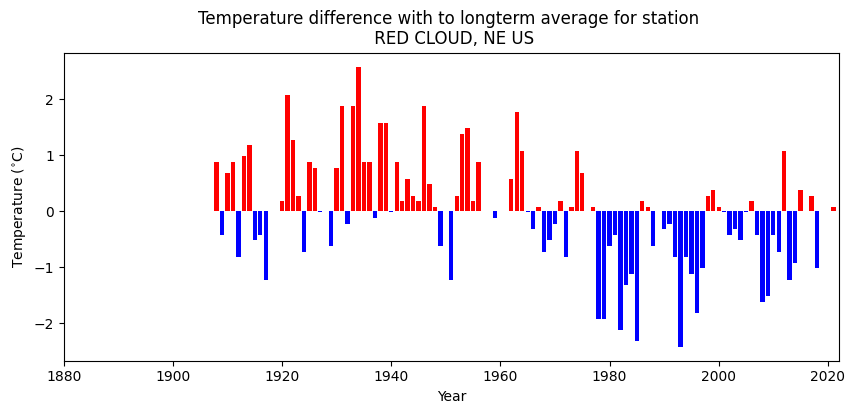 Temperature difference with to longterm average for station
RED CLOUD, NE US
Temperature (°C)
2
1
0
−1
−2
1880 1900 1920 1940 1960 1980 2000 2020
Year